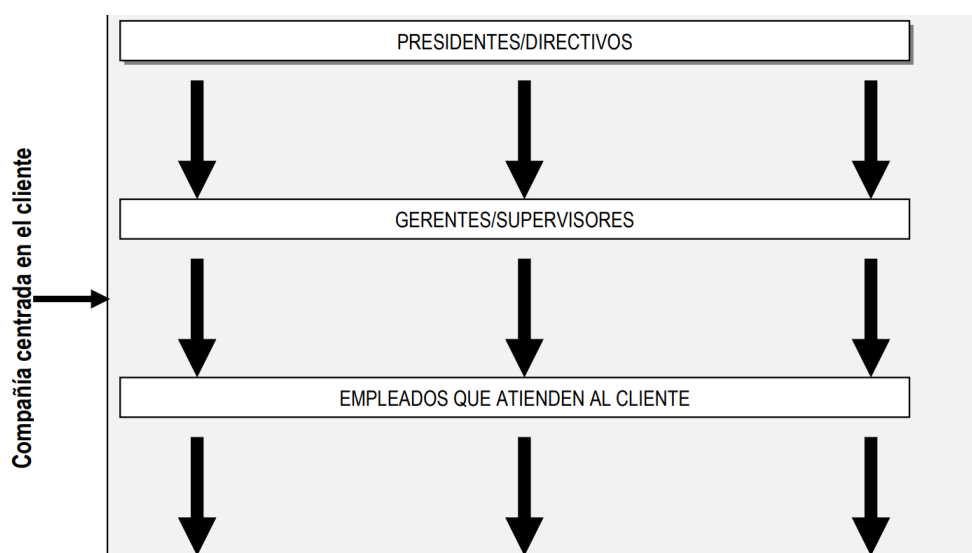 PRESIDENTES/DIRECTIVOS
GERENTES/SUPERVISORES
Compañía centrada en el cliente
EMPLEADOS QUE ATIENDEN AL CLIENTE